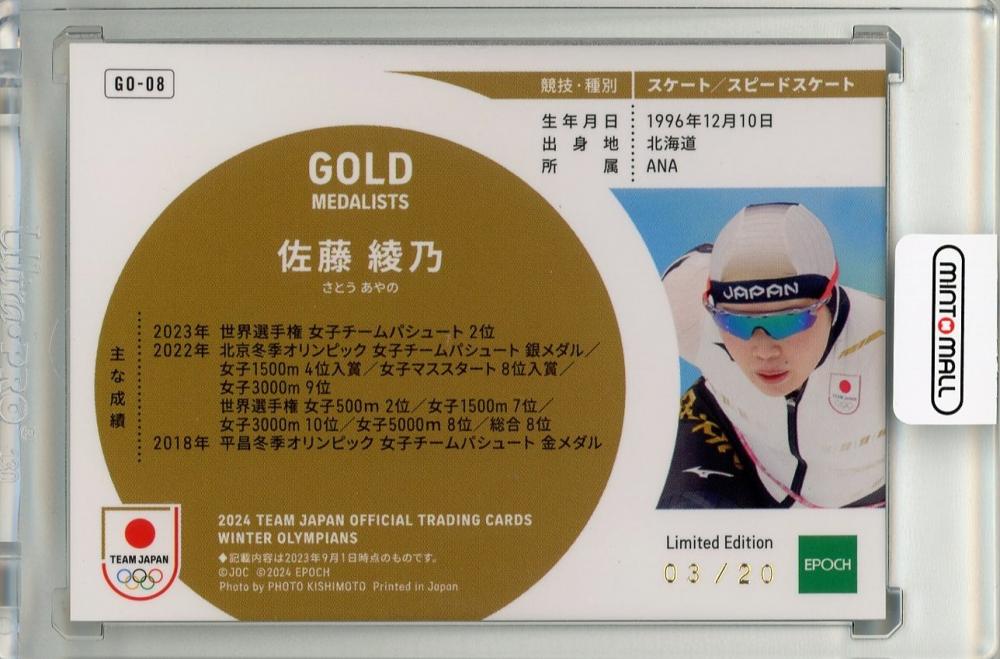 GO-08
競技・種別 スケート／スピードスケート
生年月日 1996年12月10日
出身地 北海道
所属 ANA
GOLD
MEDALISTS
佐藤 綾乃
さとう あやの
主な成績
2023年 世界選手権 女子チームパシュート 2位
2022年 北京冬季オリンピック 女子チームパシュート 銀メダル／
女子1500m 4位入賞／女子マススタート 8位入賞／
女子3000m 9位
世界選手権 女子500m 2位／女子1500m 7位／
女子3000m 10位／女子5000m 8位／総合 8位
2018年 平昌冬季オリンピック 女子チームパシュート 金メダル
JAPAN
TEAM JAPAN
MINT MALL
TEAM JAPAN
2024 TEAM JAPAN OFFICIAL TRADING CARDS
WINTER OLYMPIANS
◆記載内容は2023年9月1日時点のものです。
©JOC ©2024 EPOCH
Photo by PHOTO KISHIMOTO Printed in Japan
Limited Edition
03/20
EPOCH